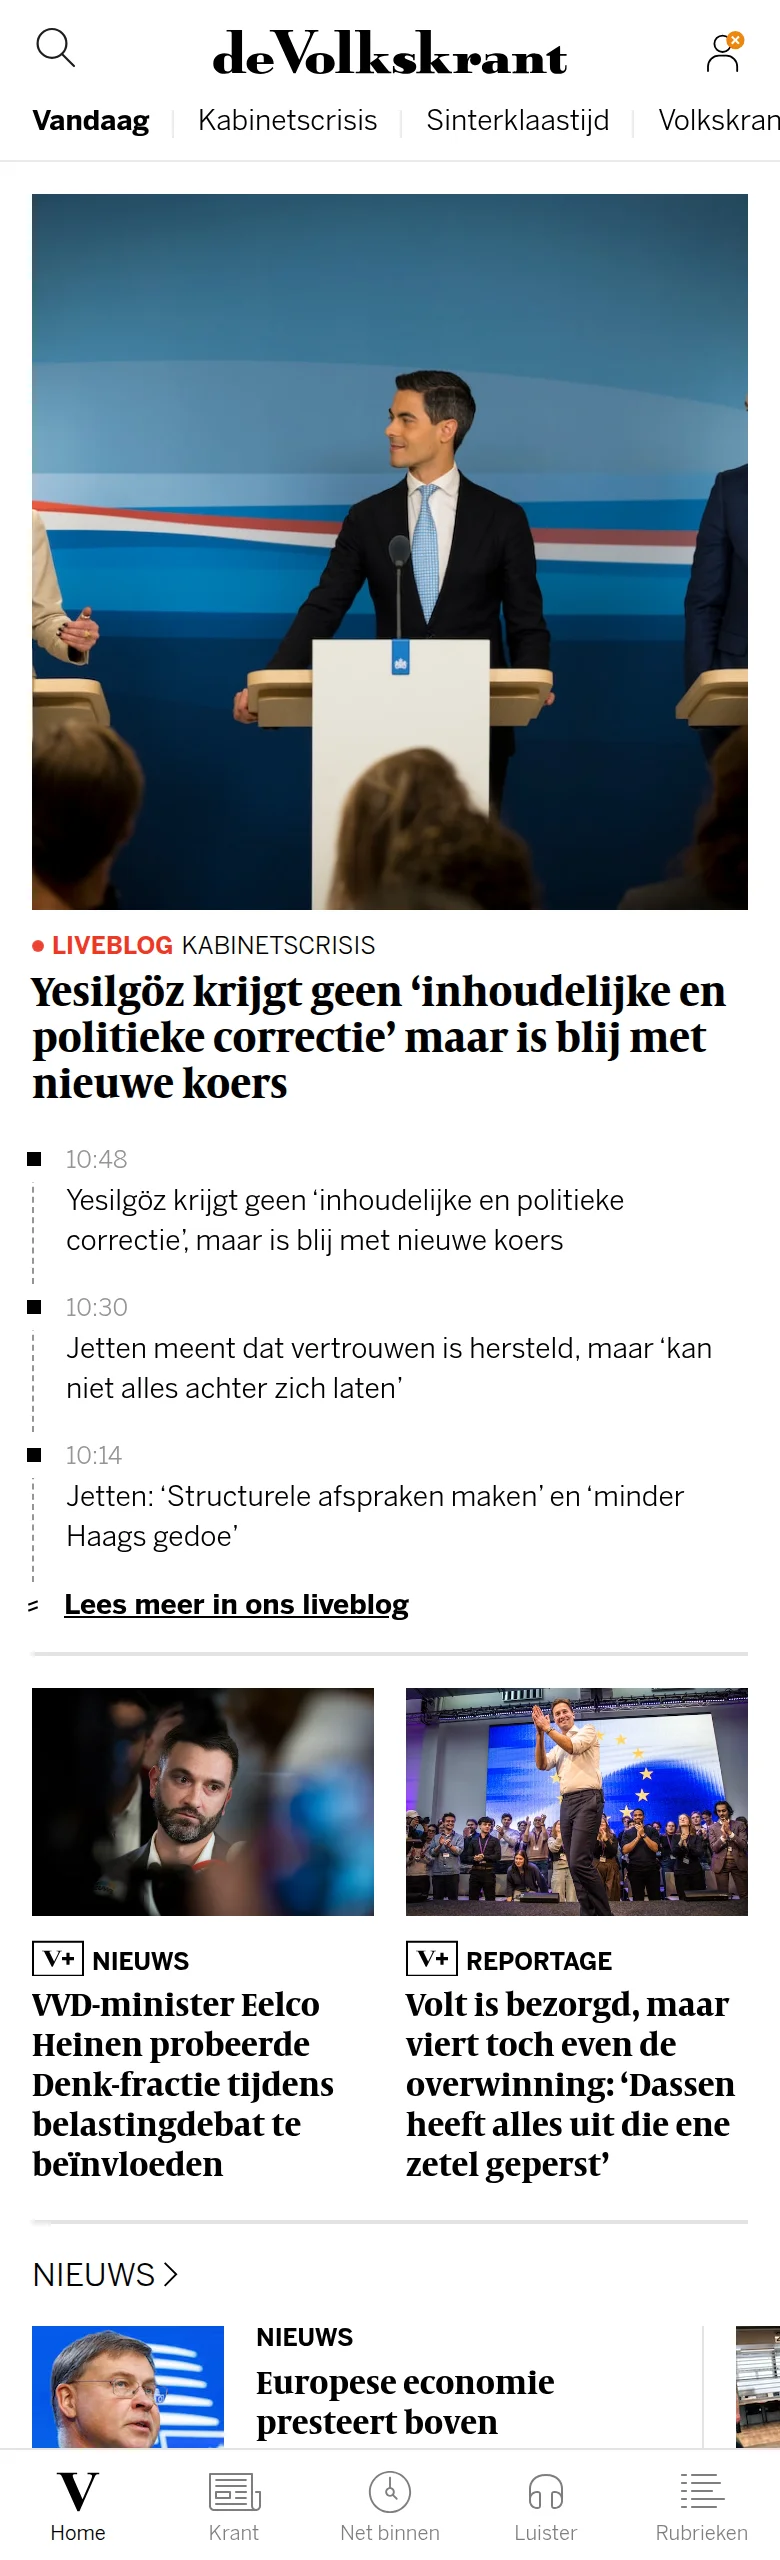 deVolkskrant
Vandaag
Kabinetscrisis
Sinterklaastijd
Volkskran
LIVEBLOG KABINETSCRISIS
Yesilgöz krijgt geen ‘inhoudelijke en
politieke correctie’ maar is blij met
nieuwe koers
10:48
Yesilgöz krijgt geen ‘inhoudelijke en politieke
correctie’, maar is blij met nieuwe koers
10:30
Jetten meent dat vertrouwen is hersteld, maar ‘kan
niet alles achter zich laten’
10:14
Jetten: ‘Structurele afspraken maken’ en ‘minder
Haags gedoe’
Lees meer in ons liveblog
V+ NIEUWS
VVD-minister Eelco
Heinen probeerde
Denk-fractie tijdens
belastingdebat te
beïnvloeden
V+ REPORTAGE
Volt is bezorgd, maar
viert toch even de
overwinning: ‘Dassen
heeft alles uit die ene
zetel geperst’
NIEUWS
NIEUWS
Europese economie
presteert boven
V
Home
Krant
Net binnen
Luister
Rubrieken